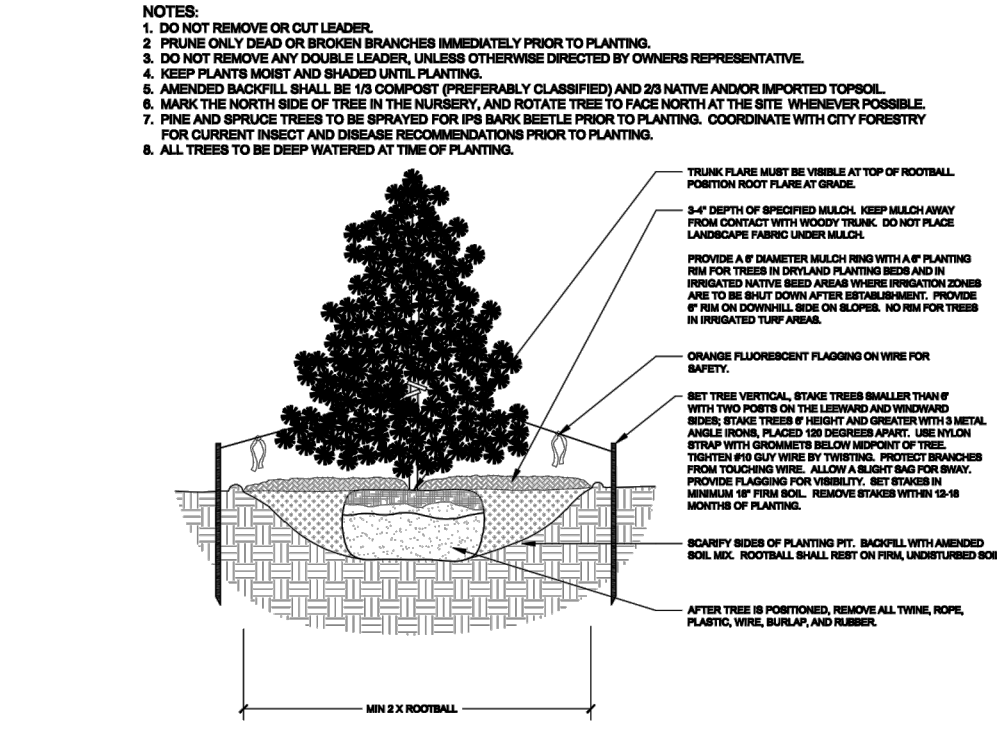 NOTES:
1. DO NOT REMOVE OR CUT LEADER.
2 PRUNE ONLY DEAD OR BROKEN BRANCHES IMMEDIATELY PRIOR TO PLANTING.
3. DO NOT REMOVE ANY DOUBLE LEADER, UNLESS OTHERWISE DIRECTED BY OWNERS REPRESENTATIVE.
4. KEEP PLANTS MOIST AND SHADED UNTIL PLANTING.
5. AMENDED BACKFILL SHALL BE 1/3 COMPOST (PREFERABLY CLASSIFIED) AND 2/3 NATIVE AND/OR IMPORTED TOPSOIL.
6. MARK THE NORTH SIDE OF TREE IN THE NURSERY, AND ROTATE TREE TO FACE NORTH AT THE SITE WHENEVER POSSIBLE.
7. PINE AND SPRUCE TREES TO BE SPRAYED FOR IPS BARK BEETLE PRIOR TO PLANTING. COORDINATE WITH CITY FORESTRY
FOR CURRENT INSECT AND DISEASE RECOMMENDATIONS PRIOR TO PLANTING.
8. ALL TREES TO BE DEEP WATERED AT TIME OF PLANTING.
TRUNK FLARE MUST BE VISIBLE AT TOP OF ROOTBALL.
POSITION ROOT FLARE AT GRADE.
3-4" DEPTH OF SPECIFIED MULCH. KEEP MULCH AWAY
FROM CONTACT WITH WOODY TRUNK. DO NOT PLACE
LANDSCAPE FABRIC UNDER MULCH.
PROVIDE A 6' DIAMETER MULCH RING WITH A 6" PLANTING
RIM FOR TREES IN DRYLAND PLANTING BEDS AND IN
IRRIGATED NATIVE SEED AREAS WHERE IRRIGATION ZONES
ARE TO BE SHUT DOWN AFTER ESTABLISHMENT. PROVIDE
6" RIM ON DOWNHILL SIDE ON SLOPES. NO RIM FOR TREES
IN IRRIGATED TURF AREAS.
ORANGE FLUORESCENT FLAGGING ON WIRE FOR
SAFETY.
SET TREE VERTICAL, STAKE TREES SMALLER THAN 6'
WITH TWO POSTS ON THE LEEWARD AND WINDWARD
SIDES; STAKE TREES 6' HEIGHT AND GREATER WITH 3 METAL
ANGLE IRONS, PLACED 120 DEGREES APART. USE NYLON
STRAP WITH GROMMETS BELOW MIDPOINT OF TREE.
TIGHTEN #10 GUY WIRE BY TWISTING. PROTECT BRANCHES
FROM TOUCHING WIRE. ALLOW A SLIGHT SAG FOR SWAY.
PROVIDE FLAGGING FOR VISIBILITY. SET STAKES IN
MINIMUM 18" FIRM SOIL. REMOVE STAKES WITHIN 12-18
MONTHS OF PLANTING.
SCARIFY SIDES OF PLANTING PIT. BACKFILL WITH AMENDED
SOIL MIX. ROOTBALL SHALL REST ON FIRM, UNDISTURBED SOI
AFTER TREE IS POSITIONED, REMOVE ALL TWINE, ROPE,
PLASTIC, WIRE, BURLAP, AND RUBBER.
MIN 2 X ROOTBALL